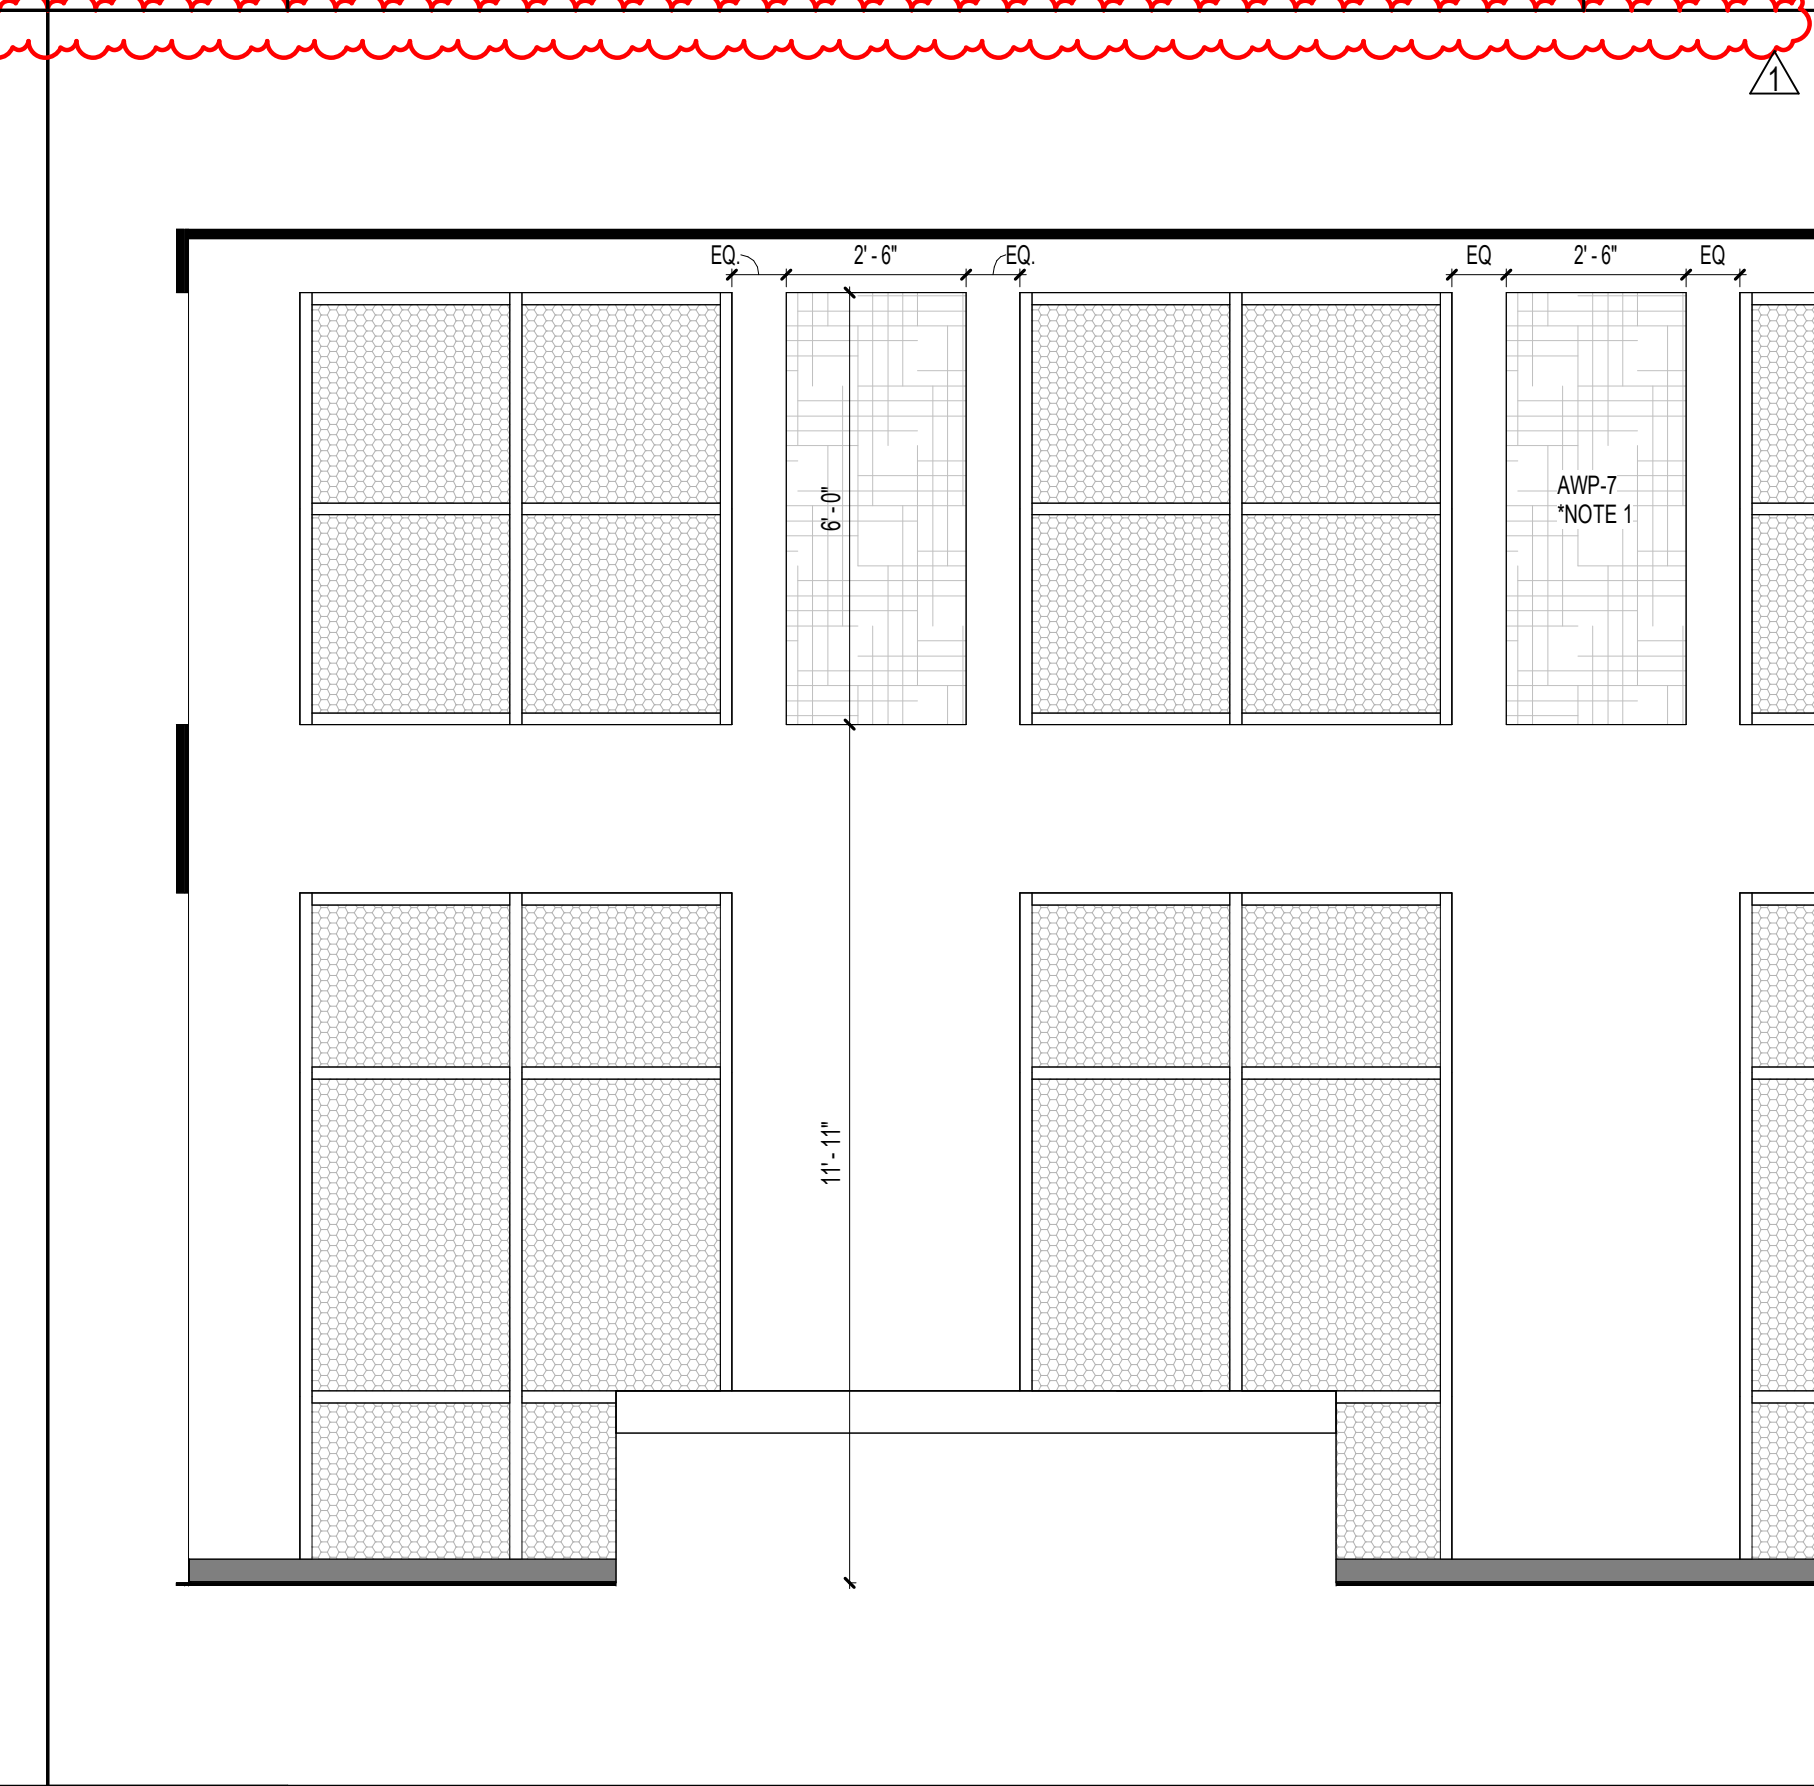 1
EQ.
2' - 6"
EQ.
EQ
2' - 6"
EQ
6' - 0"
AWP-7
*NOTE 1
11' - 11"